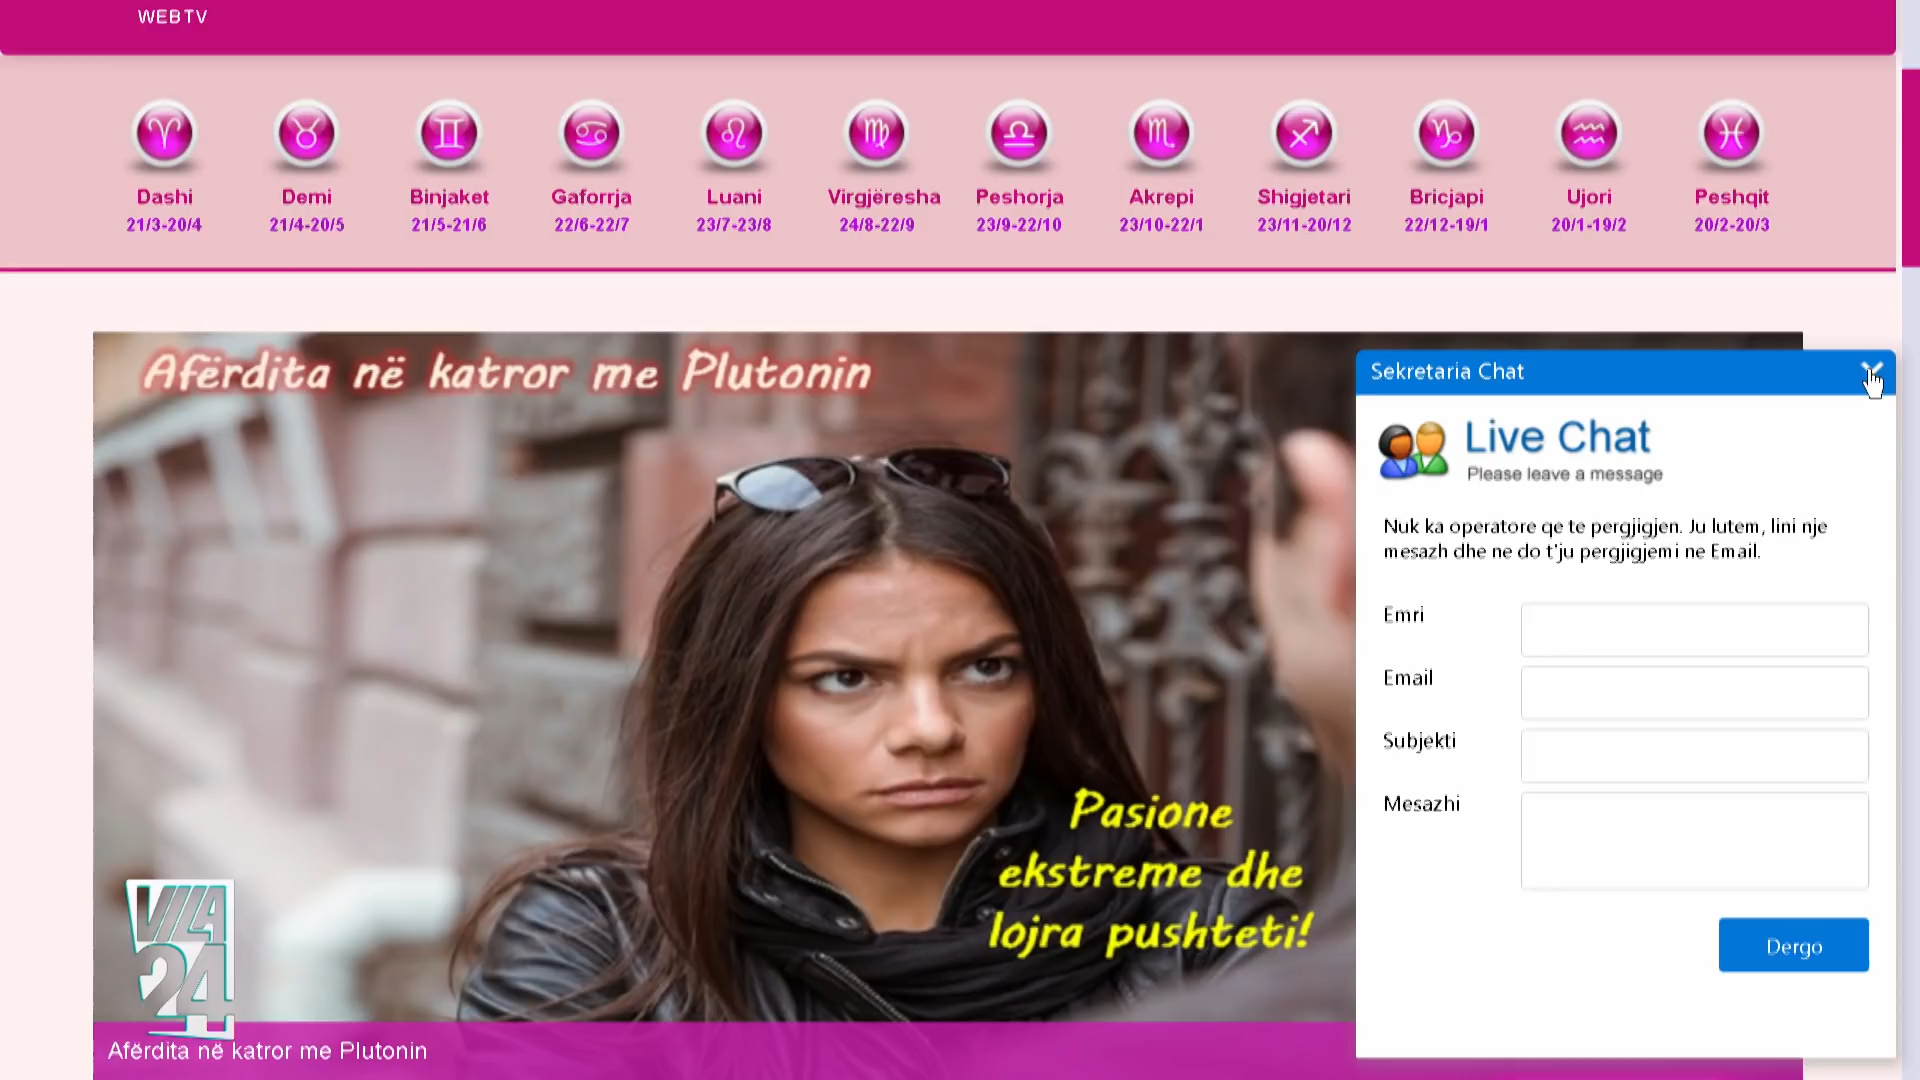 WEBTV
Dashi
21/3-20/4
Demi
21/4-20/5
Binjaket
21/5-21/6
Gaforrja
22/6-22/7
Luani
23/7-23/8
Virgjëresha
24/8-22/9
Peshorja
23/9-22/10
Akrepi
23/10-22/1
Shigjetari
23/11-20/12
Bricjapi
22/12-19/1
Ujori
20/1-19/2
Peshqit
20/2-20/3
Afërdita në katror me Plutonin
Pasione
ekstreme dhe
lojra pushteti!
VILA
24
Afërdita në katror me Plutonin
Sekretaria Chat
Live Chat
Please leave a message
Nuk ka operatore qe te pergjigjen. Ju lutem, lini nje
mesazh dhe ne do t'ju pergjigjemi ne Email.
Emri
Email
Subjekti
Mesazhi
Dergo